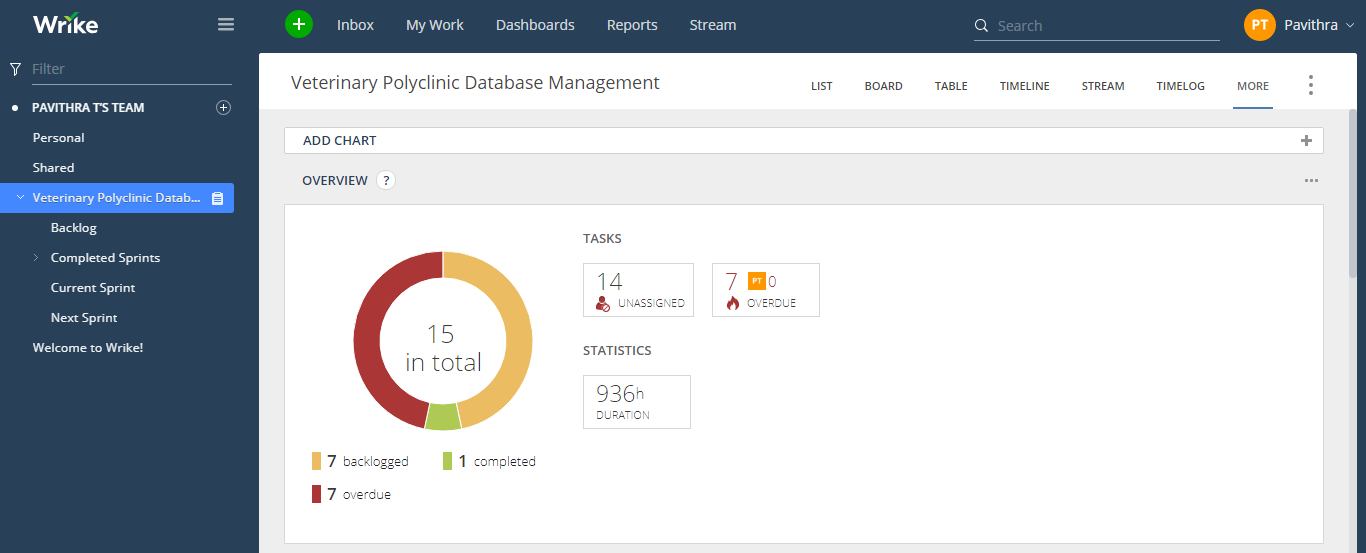 Wrike
Inbox My Work Dashboards Reports Stream
Search
PT Pavithra
Filter
PAVITHRA T'S TEAM
Personal
Shared
Veterinary Polyclinic Datab...
Backlog
Completed Sprints
Current Sprint
Next Sprint
Welcome to Wrike!
Veterinary Polyclinic Database Management
LIST BOARD TABLE TIMELINE STREAM TIMELOG MORE
ADD CHART
OVERVIEW ?
15
in total
7 backlogged 1 completed
7 overdue
TASKS
14
UNASSIGNED
7 PT 0
OVERDUE
STATISTICS
936h
DURATION